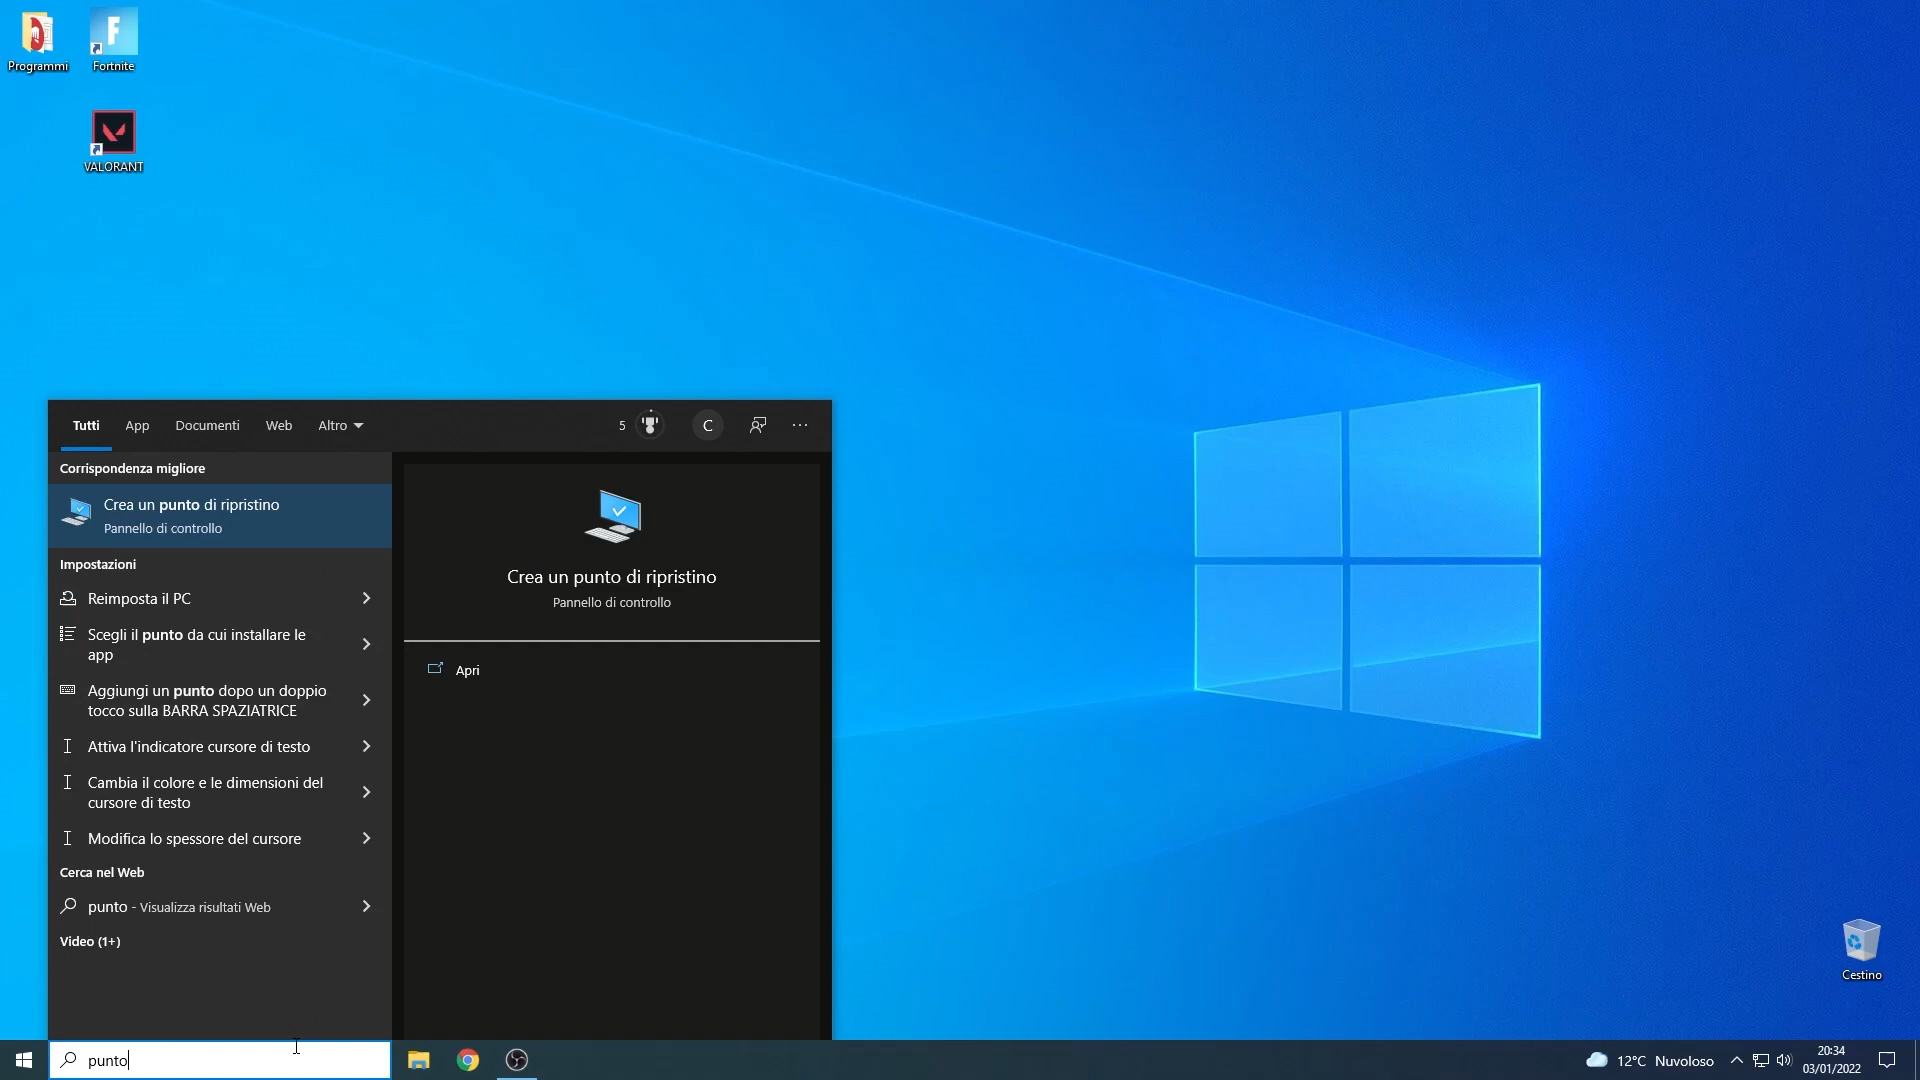 Programmi
Fortnite
VALORANT
Tutti App Documenti Web Altro 5 C
Corrispondenza migliore
Crea un punto di ripristino
Pannello di controllo
Impostazioni
Reimposta il PC
Scegli il punto da cui installare le
app
Aggiungi un punto dopo un doppio
tocco sulla BARRA SPAZIATRICE
Attiva l'indicatore cursore di testo
Cambia il colore e le dimensioni del
cursore di testo
Modifica lo spessore del cursore
Cerca nel Web
punto - Visualizza risultati Web
Video (1+)
Crea un punto di ripristino
Pannello di controllo
Apri
Cestino
punto
12°C Nuvoloso
20:34
03/01/2022